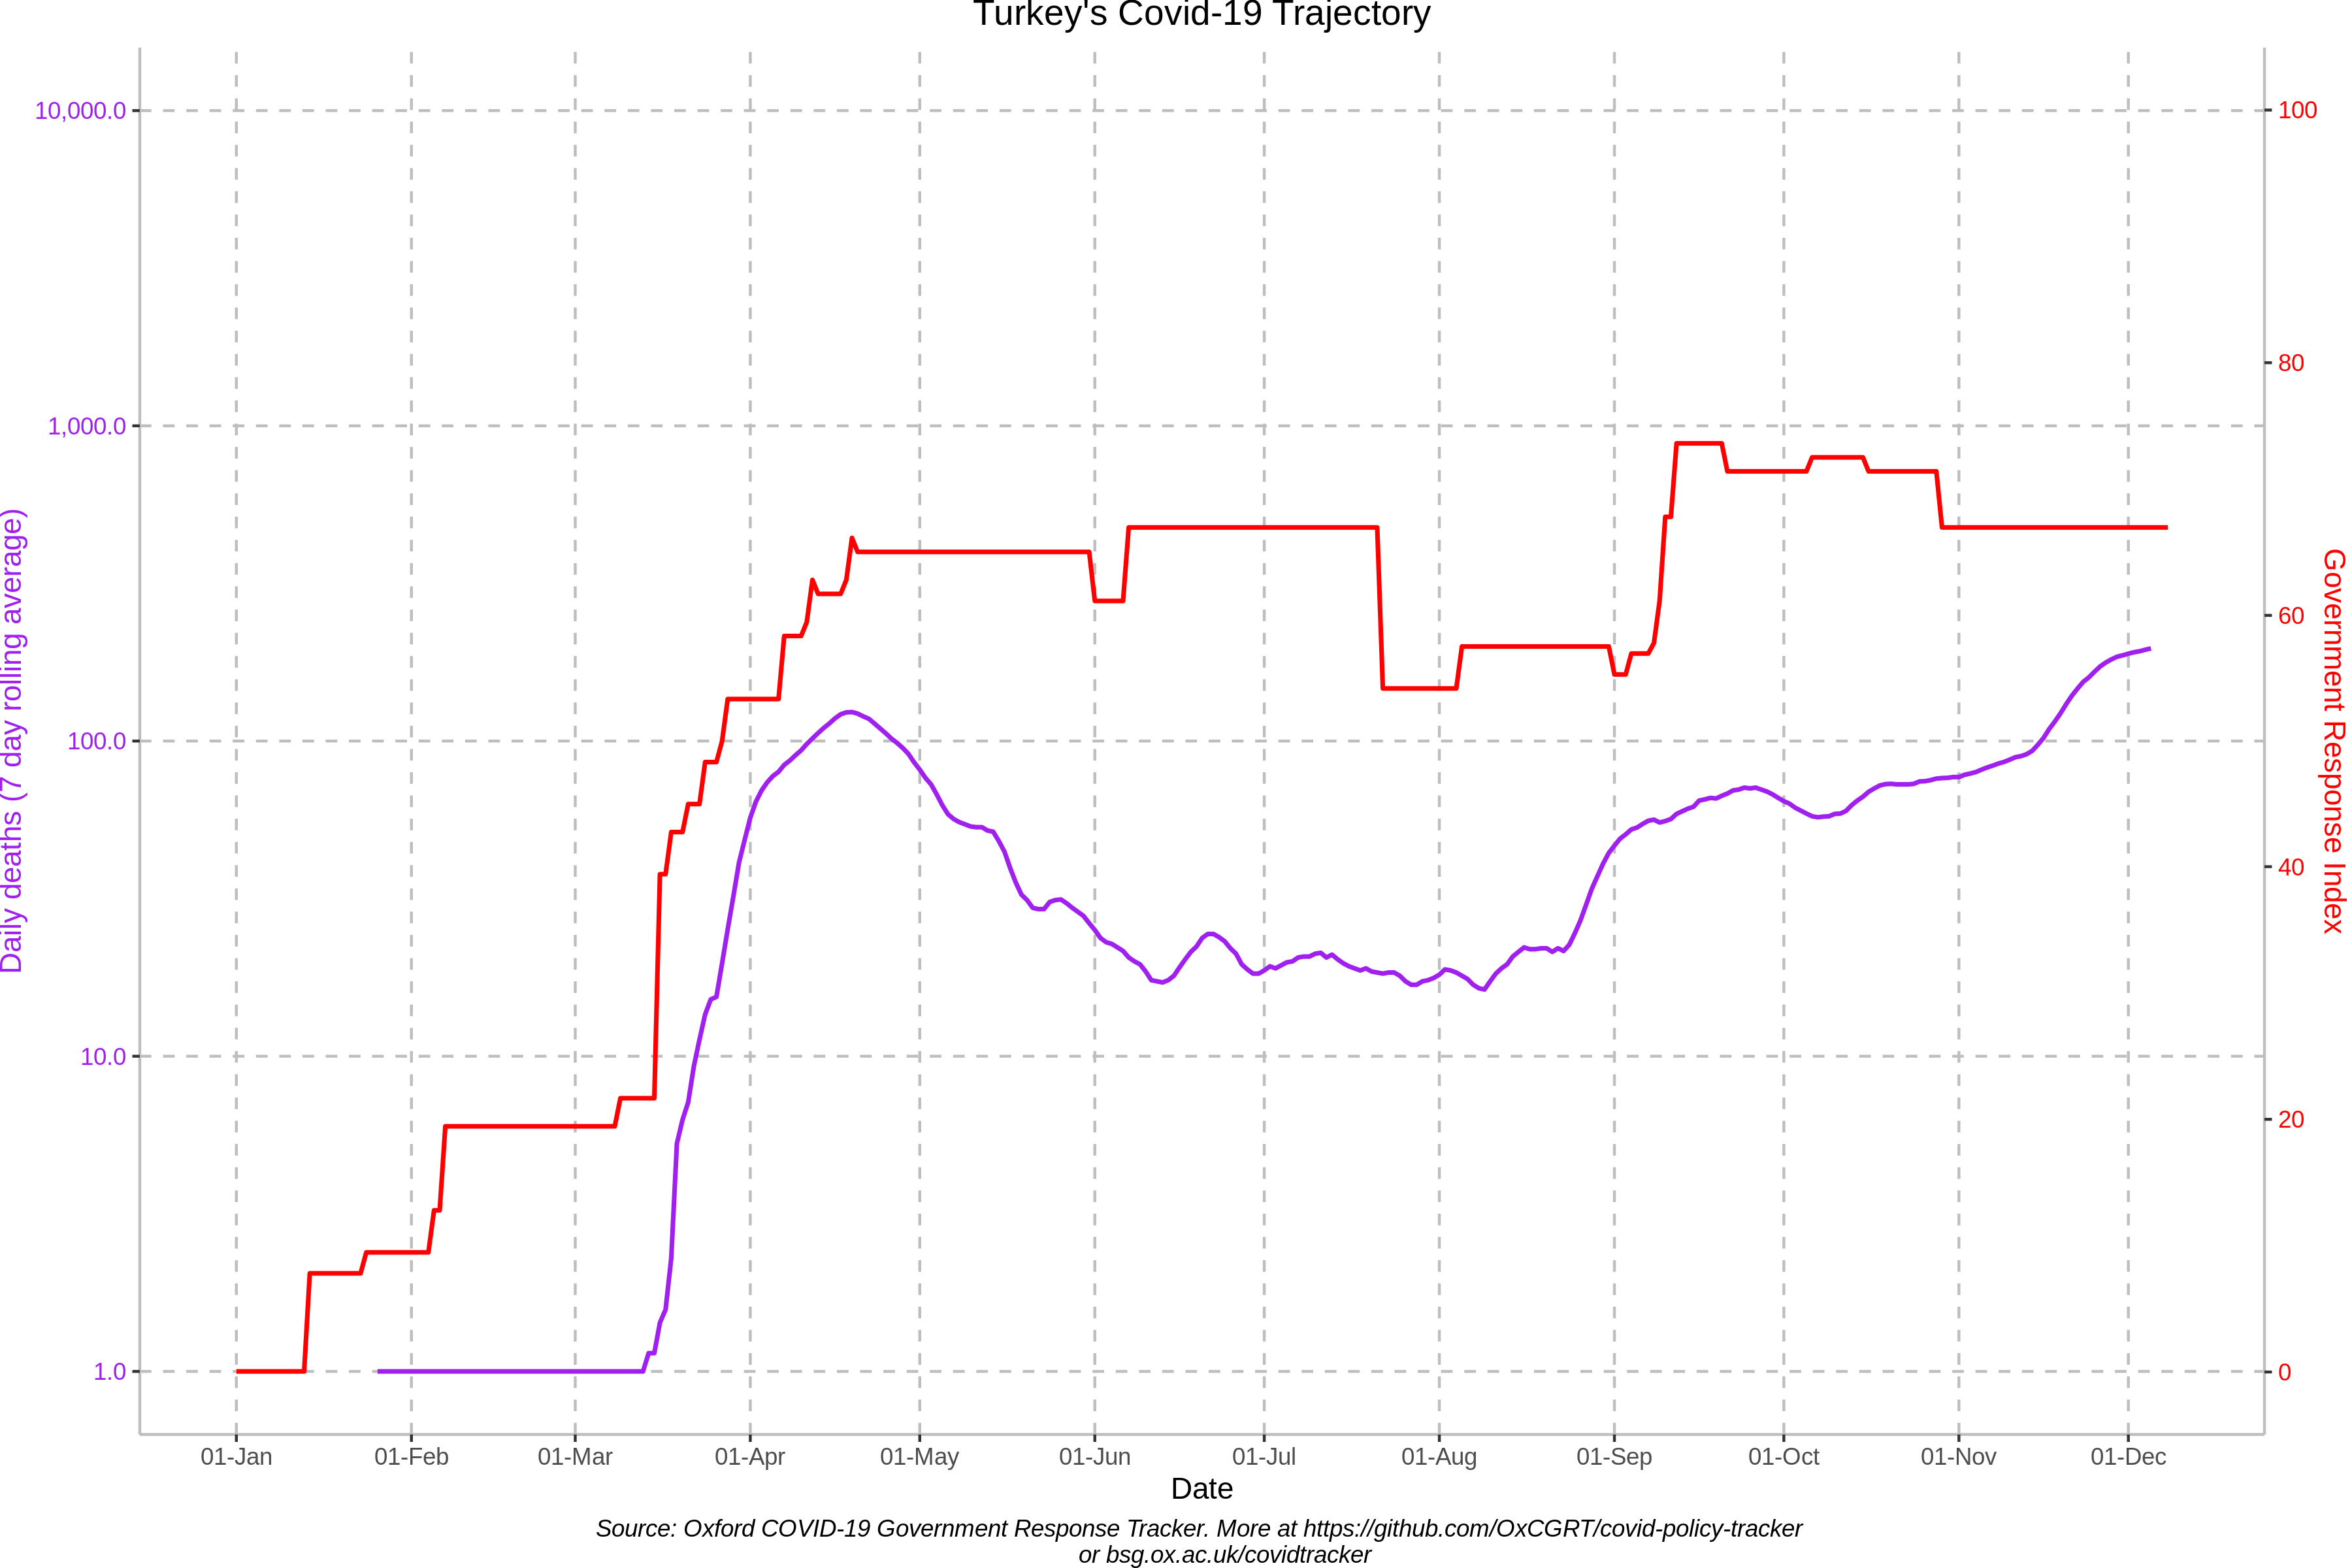 Turkey's Covid-19 Trajectory
10,000.0
1,000.0
100.0
10.0
1.0
Daily deaths (7 day rolling average)
100
80
60
40
20
0
Government Response Index
01-Jan
01-Feb
01-Mar
01-Apr
01-May
01-Jun
01-Jul
01-Aug
01-Sep
01-Oct
01-Nov
01-Dec
Date
Source: Oxford COVID-19 Government Response Tracker. More at https://github.com/OxCGRT/covid-policy-tracker
or bsg.ox.ac.uk/covidtracker